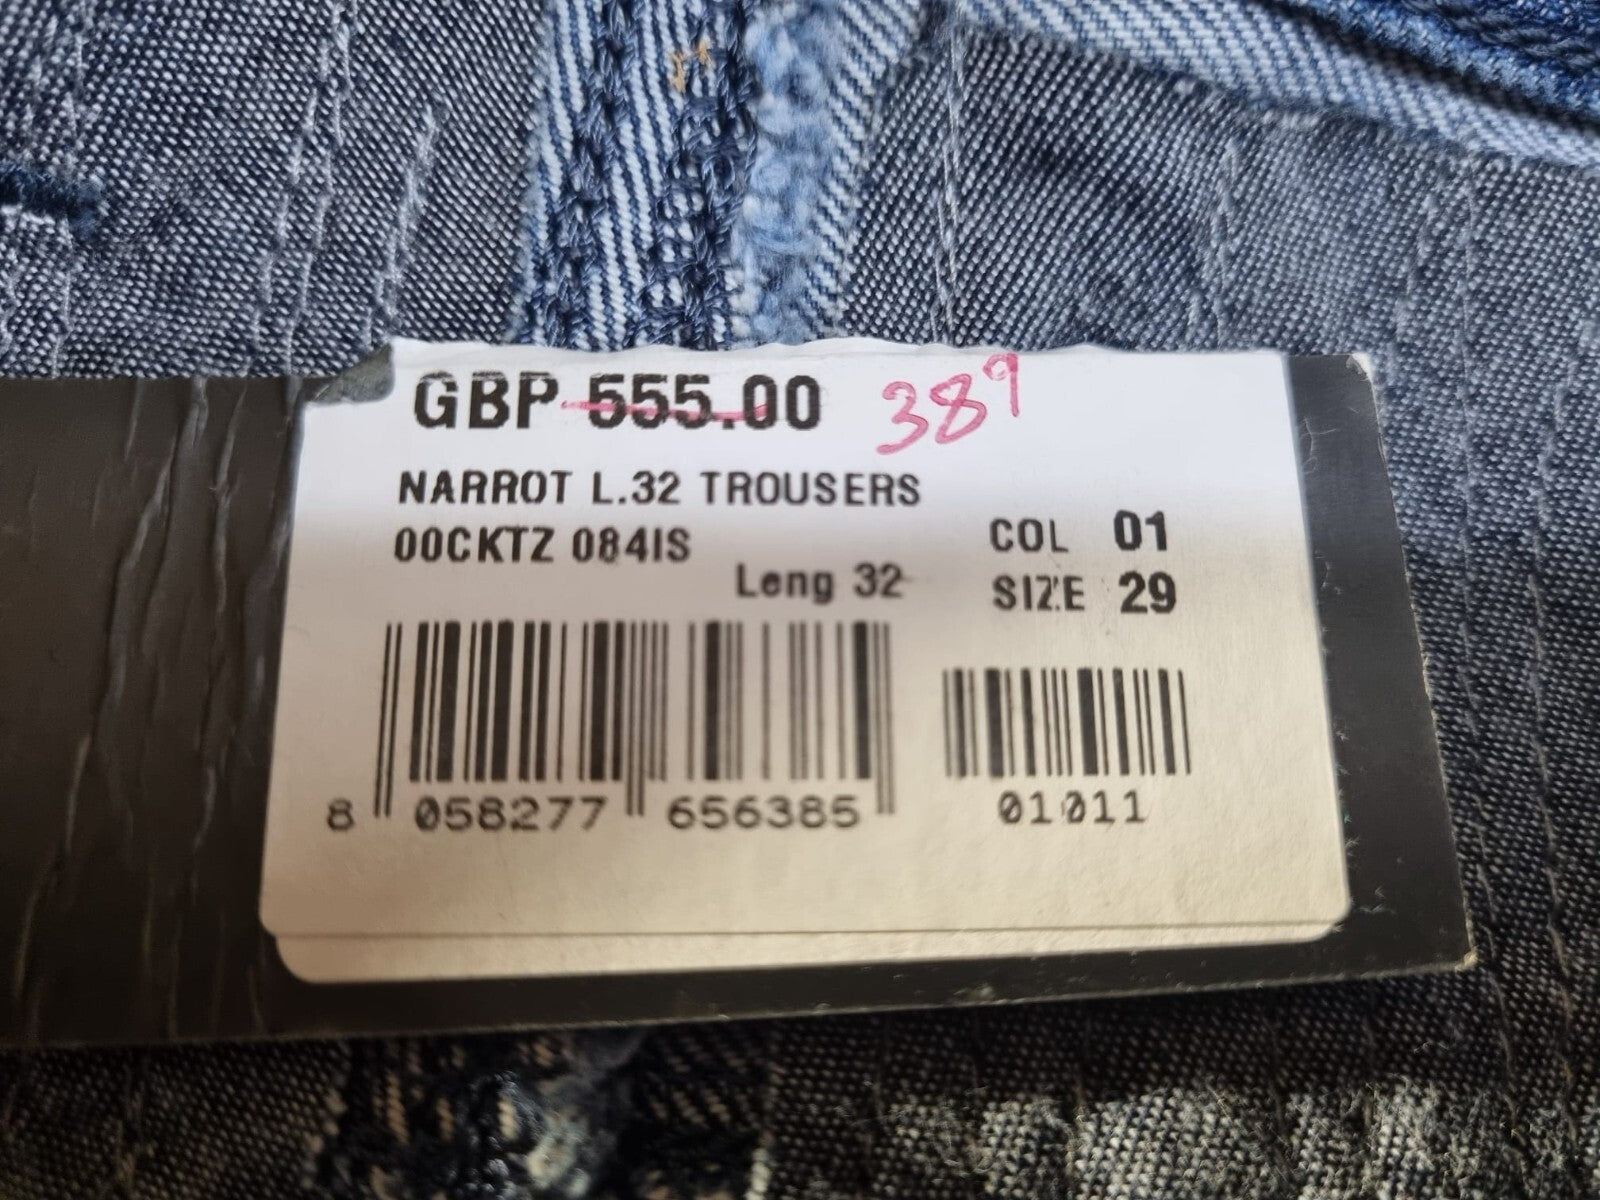 GBP 555.00 389
NARROT L.32 TROUSERS
00CKTZ 084IS
COL 01
Leng 32
SIZE 29
8 058277 656385
01011